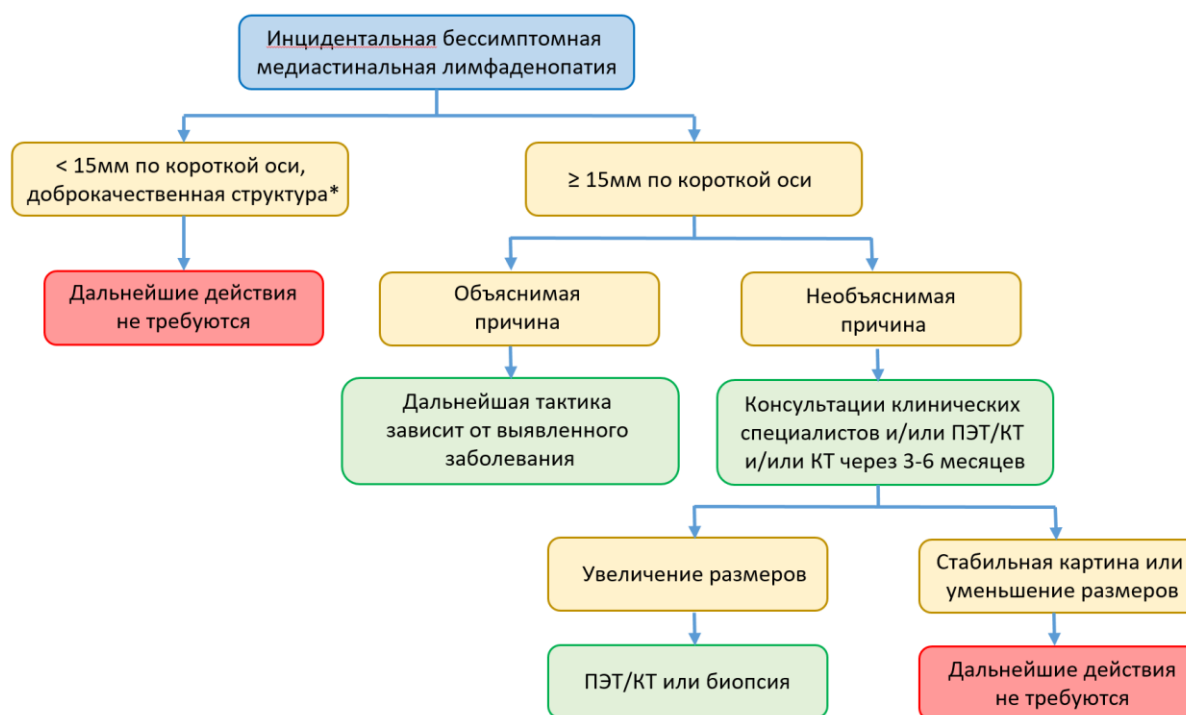 Инцидентальная бессимптомная
медиастинальная лимфаденопатия
< 15мм по короткой оси,
доброкачественная структура*
≥ 15мм по короткой оси
Дальнейшие действия
не требуются
Объяснимая
причина
Необъяснимая
причина
Дальнейшая тактика
зависит от выявленного
заболевания
Консультации клинических
специалистов и/или ПЭТ/КТ
и/или КТ через 3-6 месяцев
Увеличение размеров
Стабильная картина или
уменьшение размеров
ПЭТ/КТ или биопсия
Дальнейшие действия
не требуются